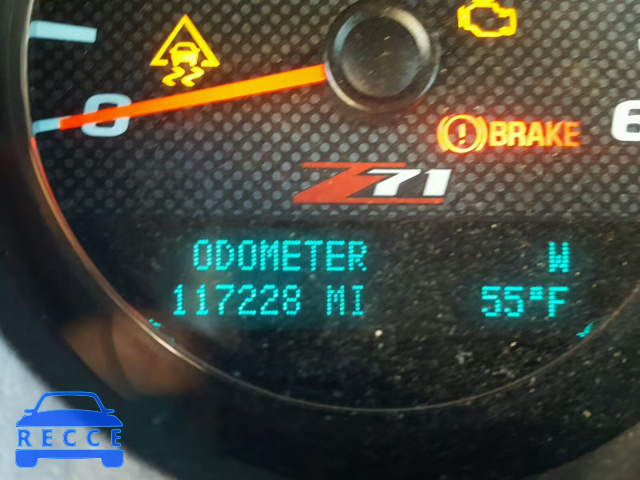 0
BRAKE
6
Z71
ODOMETER W
117228 MI 55°F
RECCE